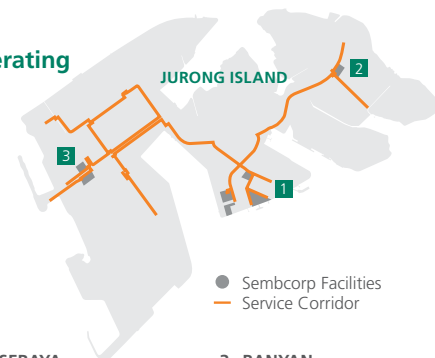 erating
JURONG ISLAND
2
3
1
Sembcorp Facilities
Service Corridor